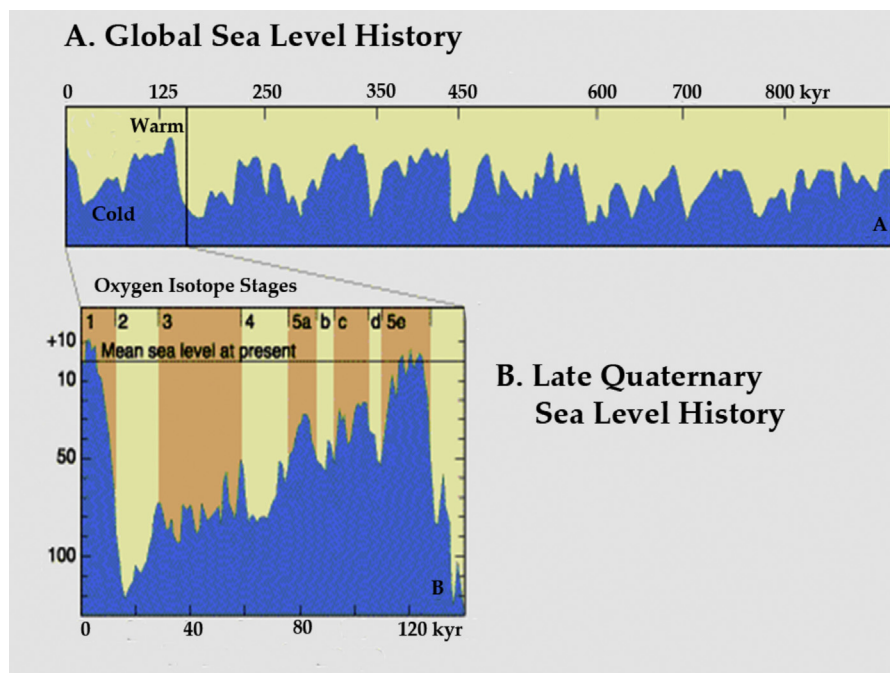 A. Global Sea Level History
0 125 250 350 450 600 700 800 kyr
Warm
Cold
A
Oxygen Isotope Stages
1 2 3 4 5a b c d 5e
+10
Mean sea level at present
10
B. Late Quaternary
Sea Level History
50
100
B
0 40 80 120 kyr